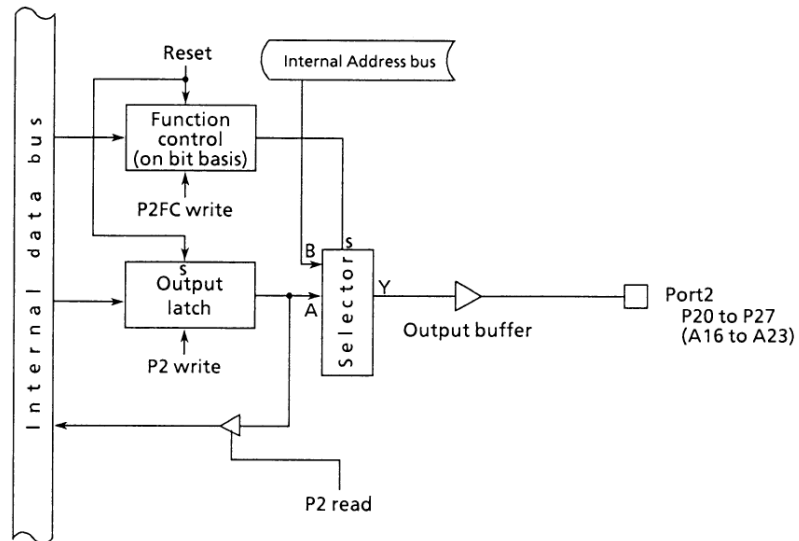 Internal data bus
Reset
Internal Address bus
Function
control
(on bit basis)
P2FC write
B
S
S
Output
latch
A
Y
Selector
P2 write
Output buffer
Port2
P20 to P27
(A16 to A23)
P2 read